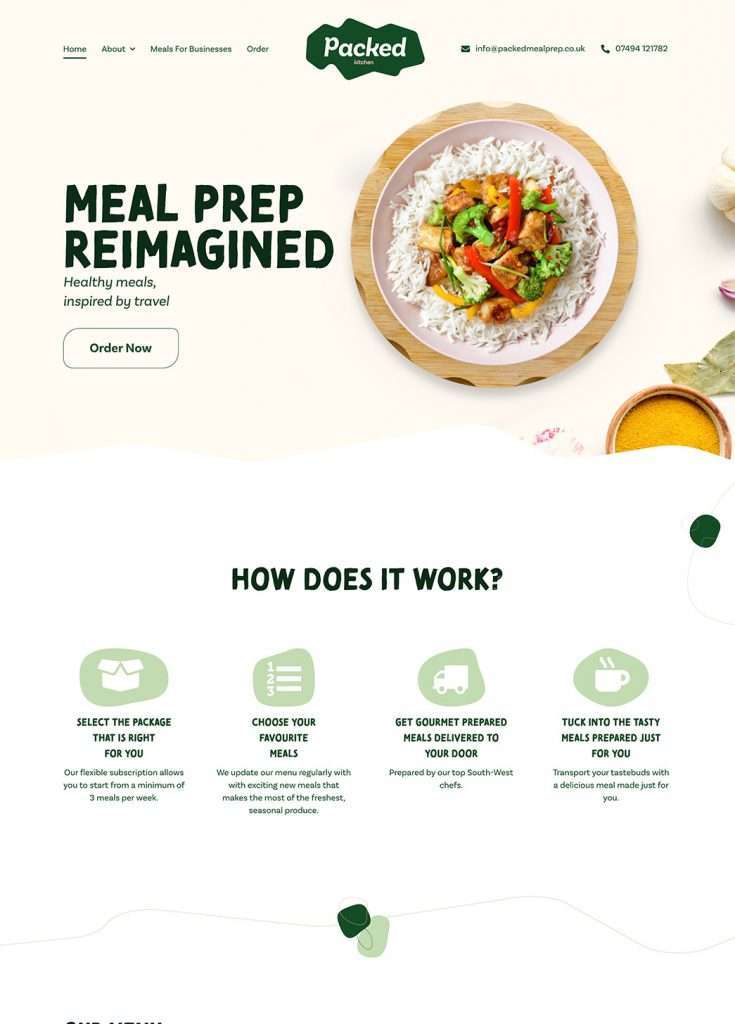 Home About Meals For Businesses Order
Packed
kitchen
info@packedmealprep.co.uk 07494 121782
MEAL PREP
REIMAGINED
Healthy meals,
inspired by travel
Order Now
HOW DOES IT WORK?
1
2
3
SELECT THE PACKAGE
THAT IS RIGHT
FOR YOU
Our flexible subscription allows
you to start from a minimum of
3 meals per week.
CHOOSE YOUR
FAVOURITE
MEALS
We update our menu regularly with
with exciting new meals that
makes the most of the freshest,
seasonal produce.
GET GOURMET PREPARED
MEALS DELIVERED TO
YOUR DOOR
Prepared by our top South-West
chefs.
TUCK INTO THE TASTY
MEALS PREPARED JUST
FOR YOU
Transport your tastebuds with
a delicious meal made just for
you.